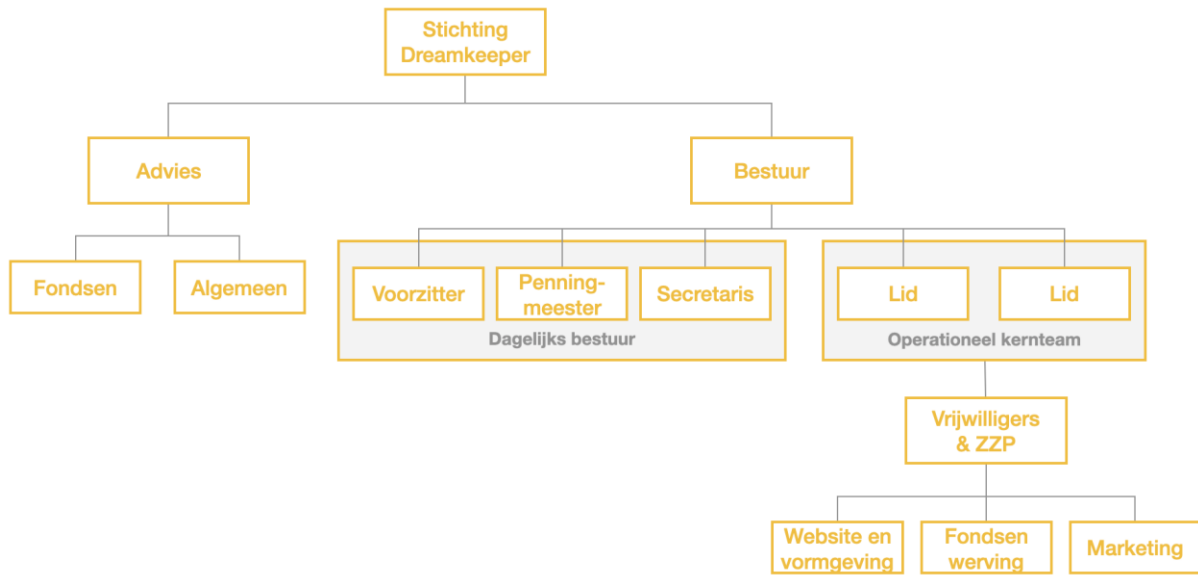 Stichting
Dreamkeeper
Advies
Bestuur
Fondsen
Algemeen
Voorzitter
Penning-
meester
Secretaris
Lid
Lid
Dagelijks bestuur
Operationeel kernteam
Vrijwilligers
& ZZP
Website en
vormgeving
Fondsen
werving
Marketing